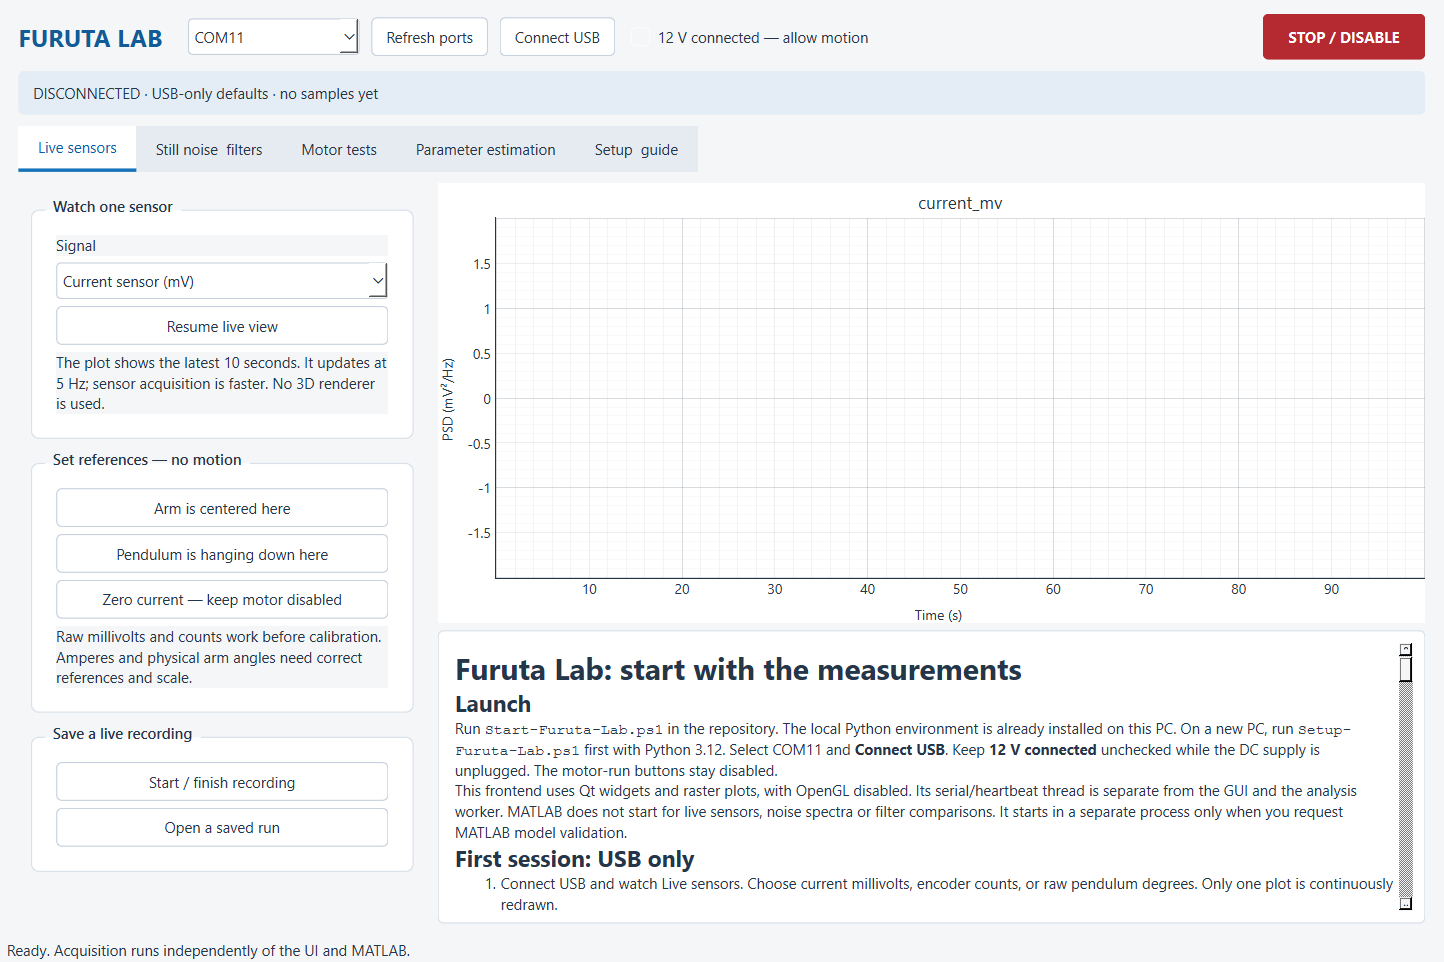 FURUTA LAB
COM11
Refresh ports
Connect USB
12 V connected — allow motion
STOP / DISABLE
DISCONNECTED · USB-only defaults · no samples yet
Live sensors
Still noise  filters
Motor tests
Parameter estimation
Setup  guide
Watch one sensor
Signal
Current sensor (mV)
Resume live view
The plot shows the latest 10 seconds. It updates at
5 Hz; sensor acquisition is faster. No 3D renderer
is used.
Set references — no motion
Arm is centered here
Pendulum is hanging down here
Zero current — keep motor disabled
Raw millivolts and counts work before calibration.
Amperes and physical arm angles need correct
references and scale.
Save a live recording
Start / finish recording
Open a saved run
current_mv
PSD (mV²/Hz)
1.5
1
0.5
0
-0.5
-1
-1.5
10 20 30 40 50 60 70 80 90
Time (s)
Furuta Lab: start with the measurements
Launch
Run Start-Furuta-Lab.ps1 in the repository. The local Python environment is already installed on this PC. On a new PC, run Setup-
Furuta-Lab.ps1 first with Python 3.12. Select COM11 and Connect USB. Keep 12 V connected unchecked while the DC supply is
unplugged. The motor-run buttons stay disabled.
This frontend uses Qt widgets and raster plots, with OpenGL disabled. Its serial/heartbeat thread is separate from the GUI and the analysis
worker. MATLAB does not start for live sensors, noise spectra or filter comparisons. It starts in a separate process only when you request
MATLAB model validation.
First session: USB only
1. Connect USB and watch Live sensors. Choose current millivolts, encoder counts, or raw pendulum degrees. Only one plot is continuously
redrawn.
Ready. Acquisition runs independently of the UI and MATLAB.